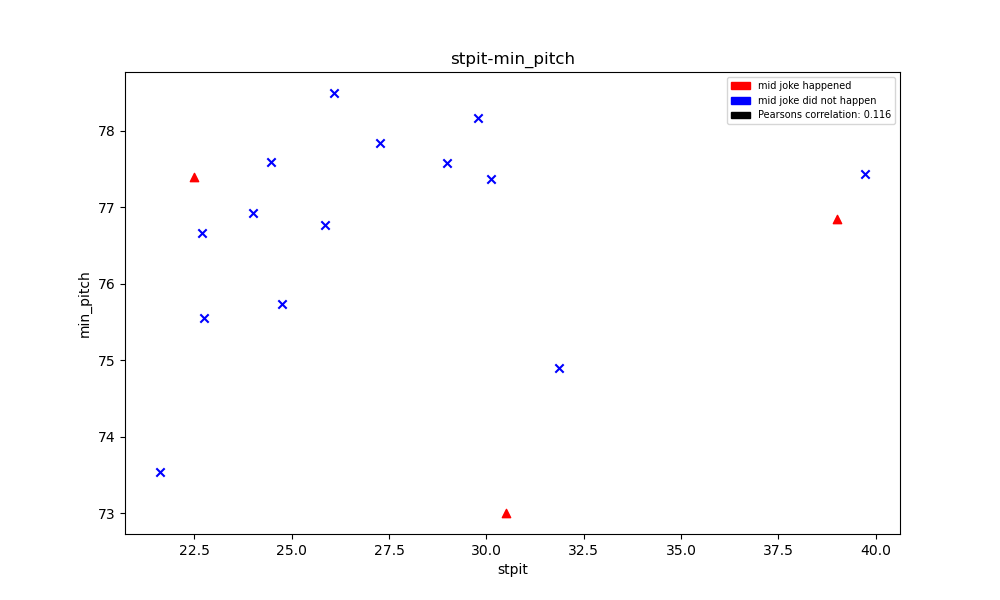 stpit-min_pitch
mid joke happened
mid joke did not happen
Pearsons correlation: 0.116
min_pitch
78
77
76
75
74
73
22.5 25.0 27.5 30.0 32.5 35.0 37.5 40.0
stpit